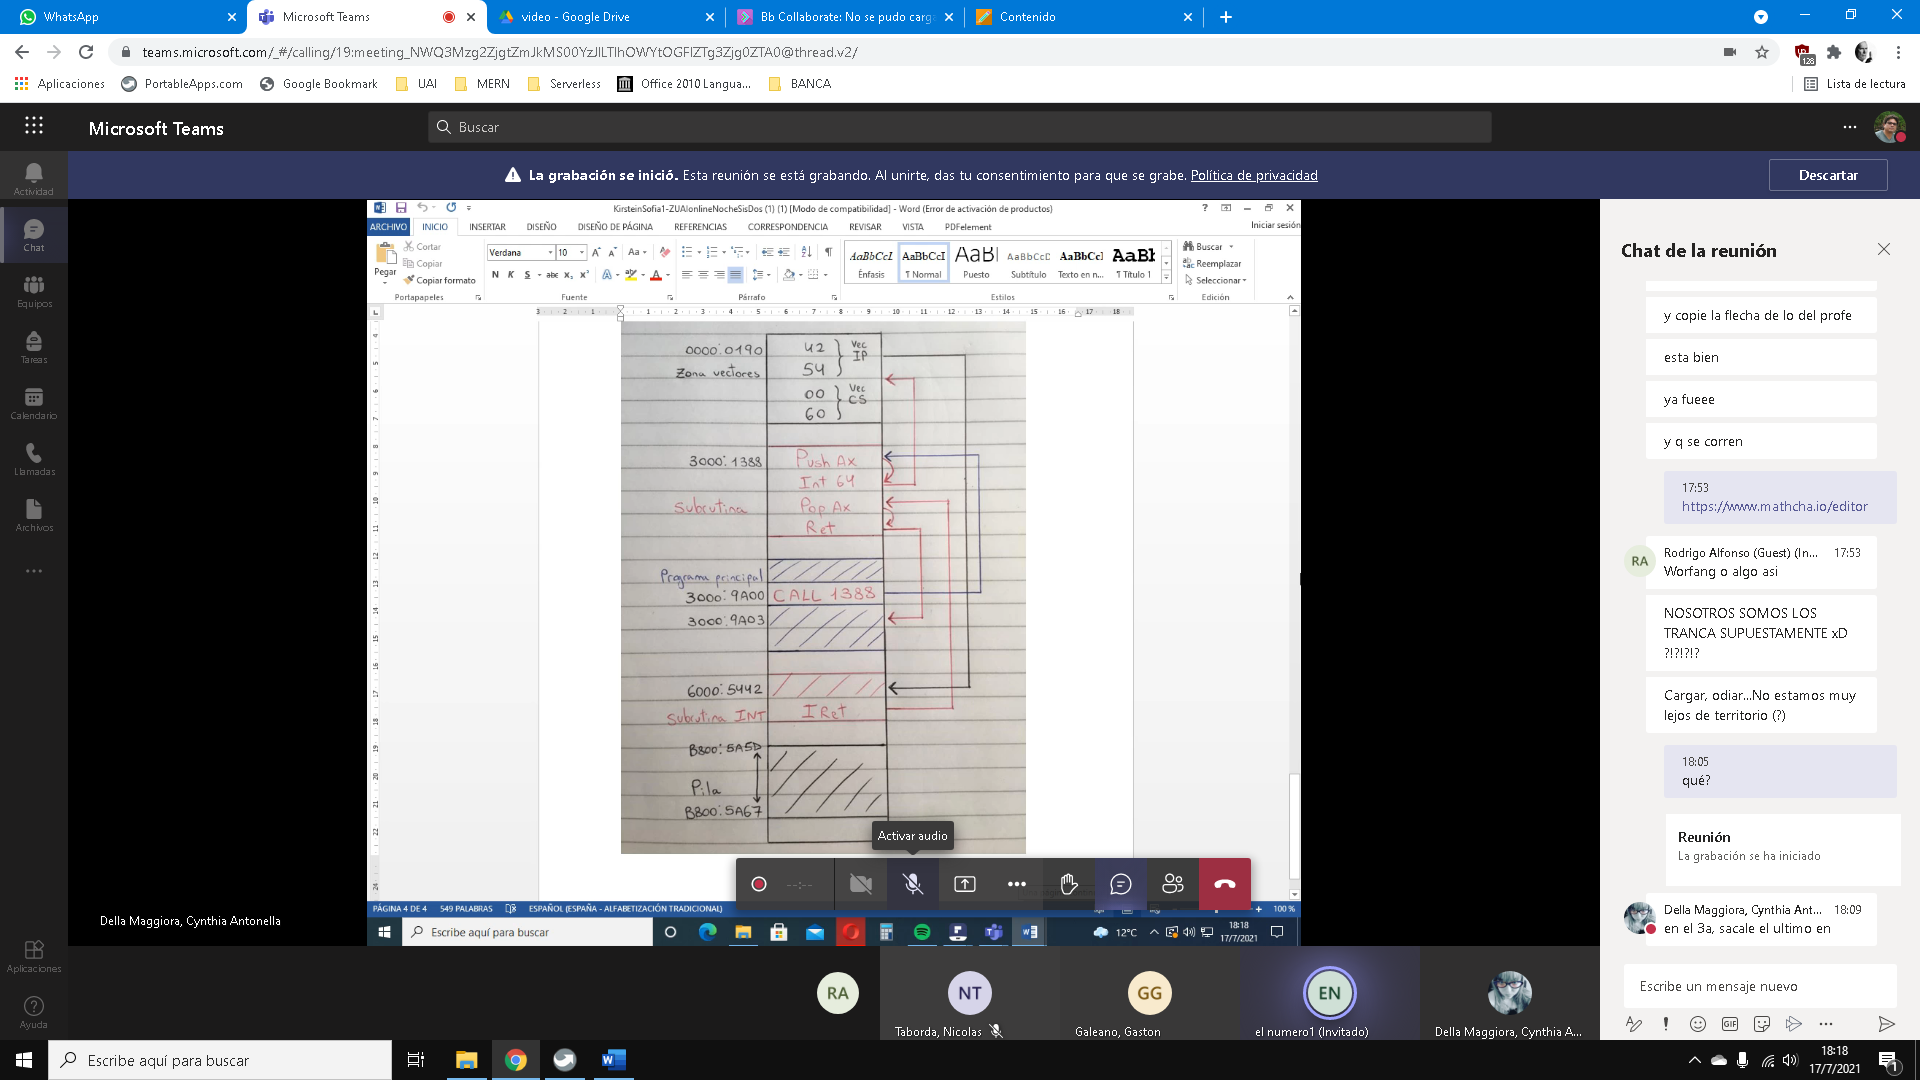 WhatsApp
Microsoft Teams
video - Google Drive
Bb Collaborate: No se pudo carg
Contenido
teams.microsoft.com/_#/calling/19:meeting_NWQ3Mzg2ZjgtZmJkMS00YzJlLTlhOWYtOGFlZTg3Zjg0ZTA0@thread.v2/
128
Aplicaciones
PortableApps.com
Google Bookmark
UAI
MERN
Serverless
Office 2010 Langua...
BANCA
Lista de lectura
Microsoft Teams
Buscar
La grabación se inició. Esta reunión se está grabando. Al unirte, das tu consentimiento para que se grabe. Política de privacidad
Descartar
Actividad
Chat
Equipos
Tareas
Calendario
Llamadas
Archivos
Aplicaciones
Ayuda
KirsteinSofia1-ZUAIonlineNocheSisDos (1) (1) [Modo de compatibilidad] - Word (Error de activación de productos)
ARCHIVO
INICIO
INSERTAR
DISEÑO
DISEÑO DE PÁGINA
REFERENCIAS
CORRESPONDENCIA
REVISAR
VISTA
PDFelement
Iniciar sesión
Pegar
Cortar
Copiar
Copiar formato
Verdana
10
Énfasis
¶ Normal
Puesto
Subtítulo
Texto en n...
¶ Título 1
Buscar
Reemplazar
Seleccionar
Portapapeles
Fuente
Párrafo
Estilos
Edición
0000:0190
42
Vec IP
Zona vectores
54
00
Vec CS
60
3000:1388
Push Ax
Int 64
Subrutina
Pop Ax
Ret
Programa principal
3000:9A00
CALL 1388
3000:9A03
6000:5442
Subrutina INT
IRet
B800:5A5D
Pila
B800:5A67
Activar audio
PÁGINA 4 DE 4
549 PALABRAS
ESPAÑOL (ESPAÑA - ALFABETIZACIÓN TRADICIONAL)
100 %
Escribe aquí para buscar
12°C
18:18
17/7/2021
Della Maggiora, Cynthia Antonella
RA
NT
Taborda, Nicolas
GG
Galeano, Gaston
EN
el numero1 (Invitado)
Della Maggiora, Cynthia A...
Chat de la reunión
y copie la flecha de lo del profe
esta bien
ya fueee
y q se corren
17:53
https://www.mathcha.io/editor
RA
Rodrigo Alfonso (Guest) (In...
17:53
Worfang o algo asi
NOSOTROS SOMOS LOS
TRANCA SUPUESTAMENTE xD
?!?!?!?
Cargar, odiar...No estamos muy
lejos de territorio (?)
18:05
qué?
Reunión
La grabación se ha iniciado
Della Maggiora, Cynthia Ant...
18:09
en el 3a, sacale el ultimo en
Escribe un mensaje nuevo
GIF
Escribe aquí para buscar
18:18
17/7/2021
1